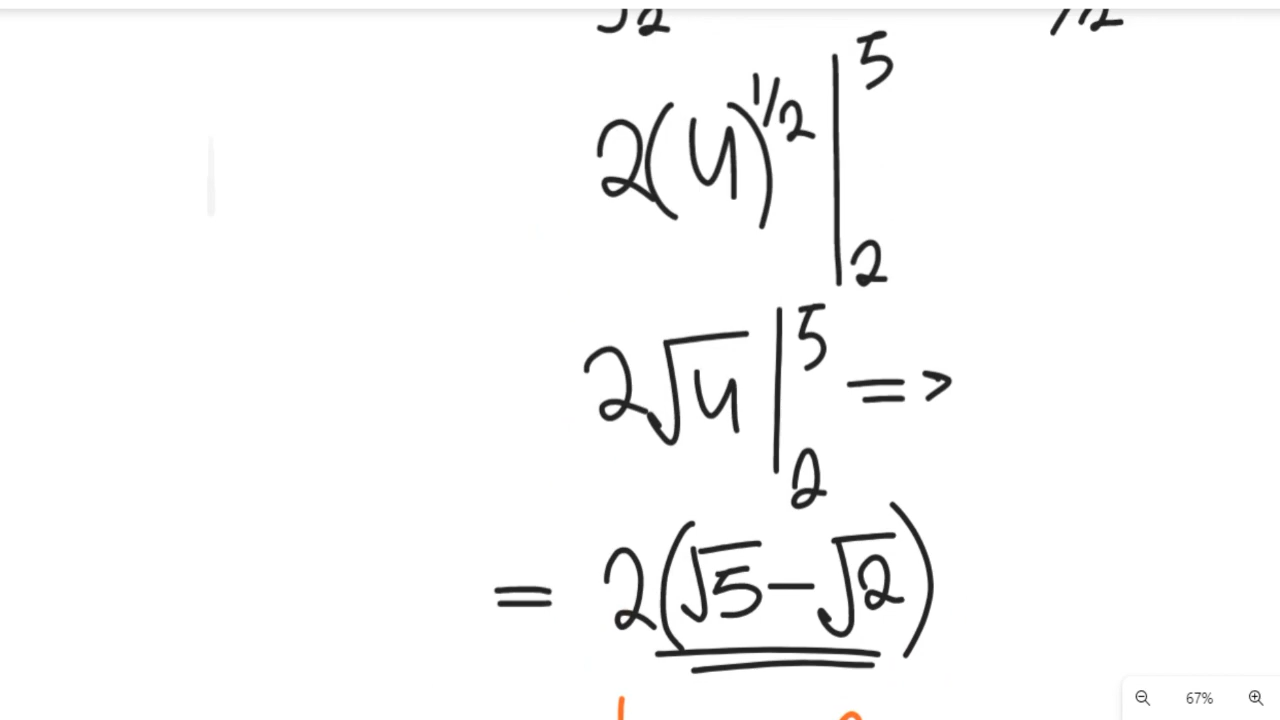 2(u)^{1/2} |_2^5
2√u |_2^5 =>
= 2(√5 − √2)
67%